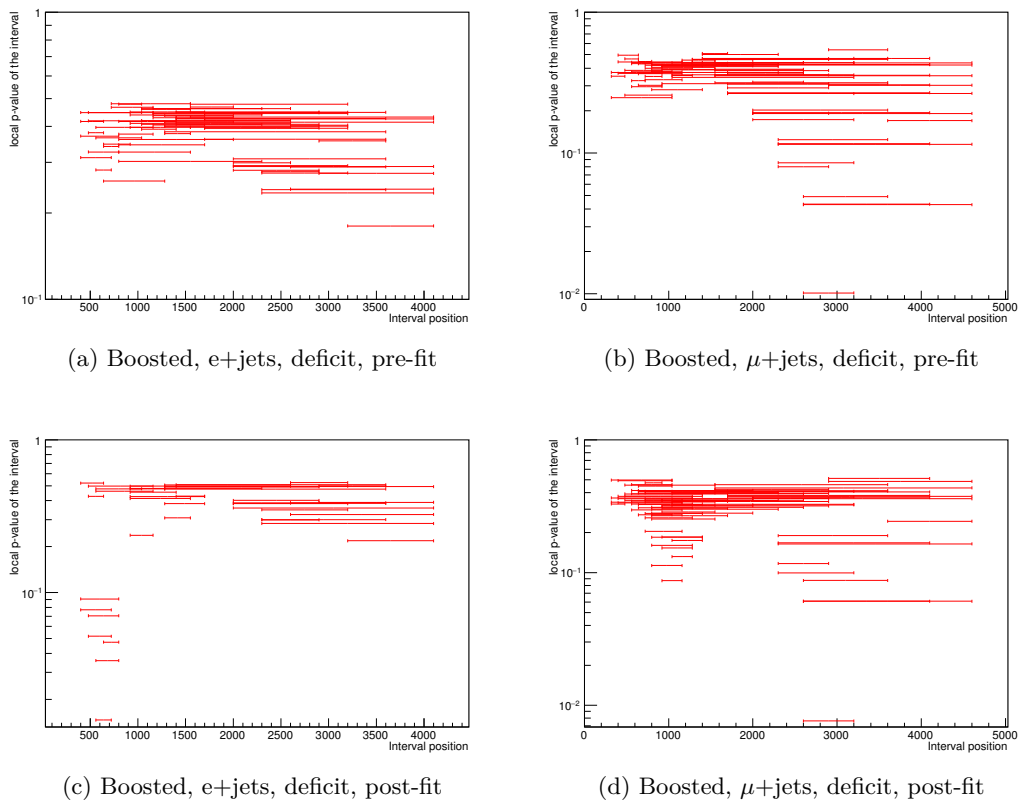 1
1
local p-value of the interval
local p-value of the interval
10⁻¹
10⁻¹
10⁻²
500 1000 1500 2000 2500 3000 3500 4000
0 1000 2000 3000 4000 5000
Interval position
Interval position
(a) Boosted, e+jets, deficit, pre-fit
(b) Boosted, μ+jets, deficit, pre-fit
1
1
local p-value of the interval
local p-value of the interval
10⁻¹
10⁻¹
10⁻²
500 1000 1500 2000 2500 3000 3500 4000
0 1000 2000 3000 4000 5000
Interval position
Interval position
(c) Boosted, e+jets, deficit, post-fit
(d) Boosted, μ+jets, deficit, post-fit